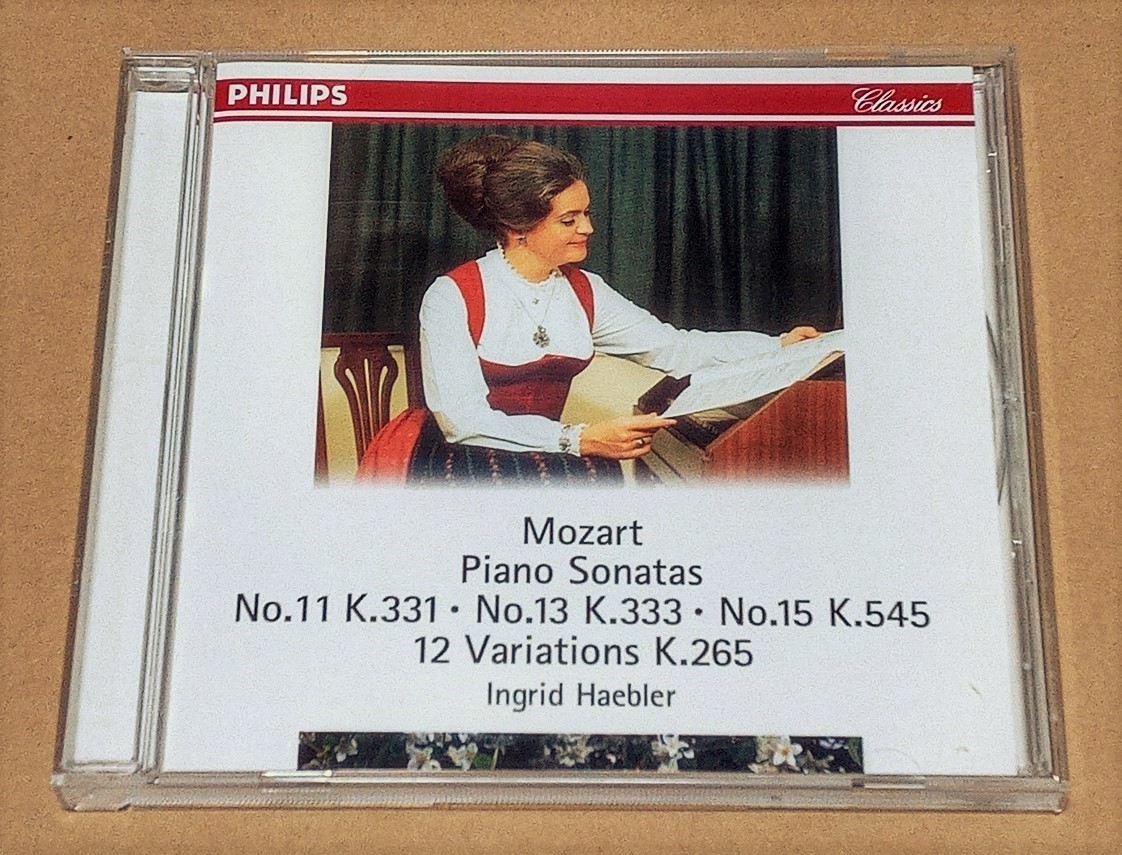 PHILIPS Classics
Mozart
Piano Sonatas
No.11 K.331 · No.13 K.333 · No.15 K.545
12 Variations K.265
Ingrid Haebler